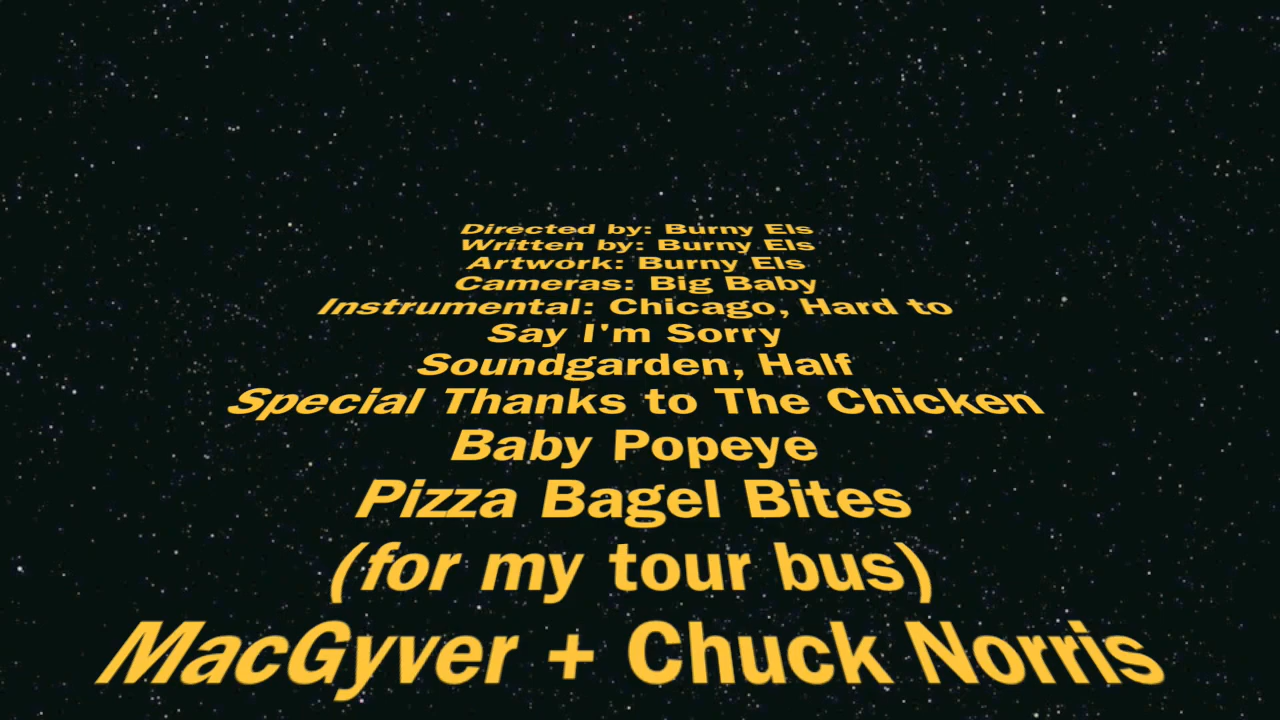 Directed by: Burny Els
Written by: Burny Els
Artwork: Burny Els
Cameras: Big Baby
Instrumental: Chicago, Hard to
Say I'm Sorry
Soundgarden, Half
Special Thanks to The Chicken
Baby Popeye
Pizza Bagel Bites
(for my tour bus)
MacGyver + Chuck Norris